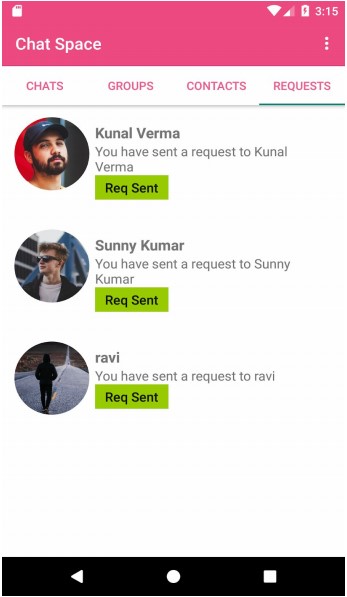 3:15
Chat Space
CHATS GROUPS CONTACTS REQUESTS
Kunal Verma
You have sent a request to Kunal
Verma
Req Sent
Sunny Kumar
You have sent a request to Sunny
Kumar
Req Sent
ravi
You have sent a request to ravi
Req Sent